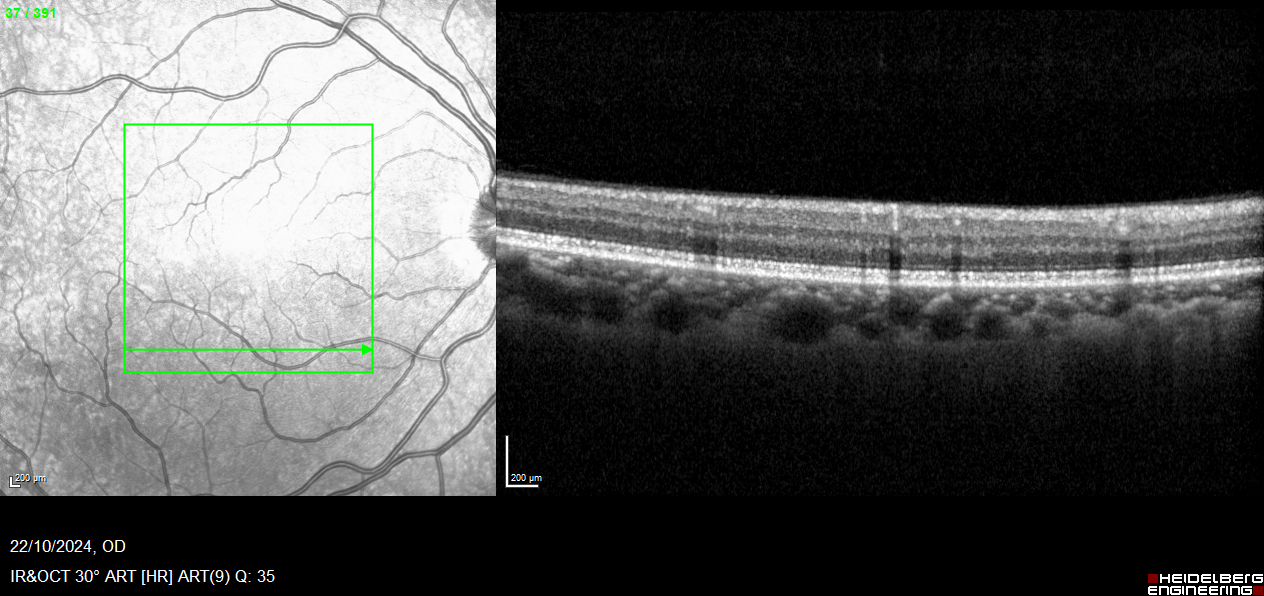 37 / 391
200 µm
200 µm
22/10/2024, OD
IR&OCT 30° ART [HR] ART(9) Q: 35
HEIDELBERG
ENGINEERING